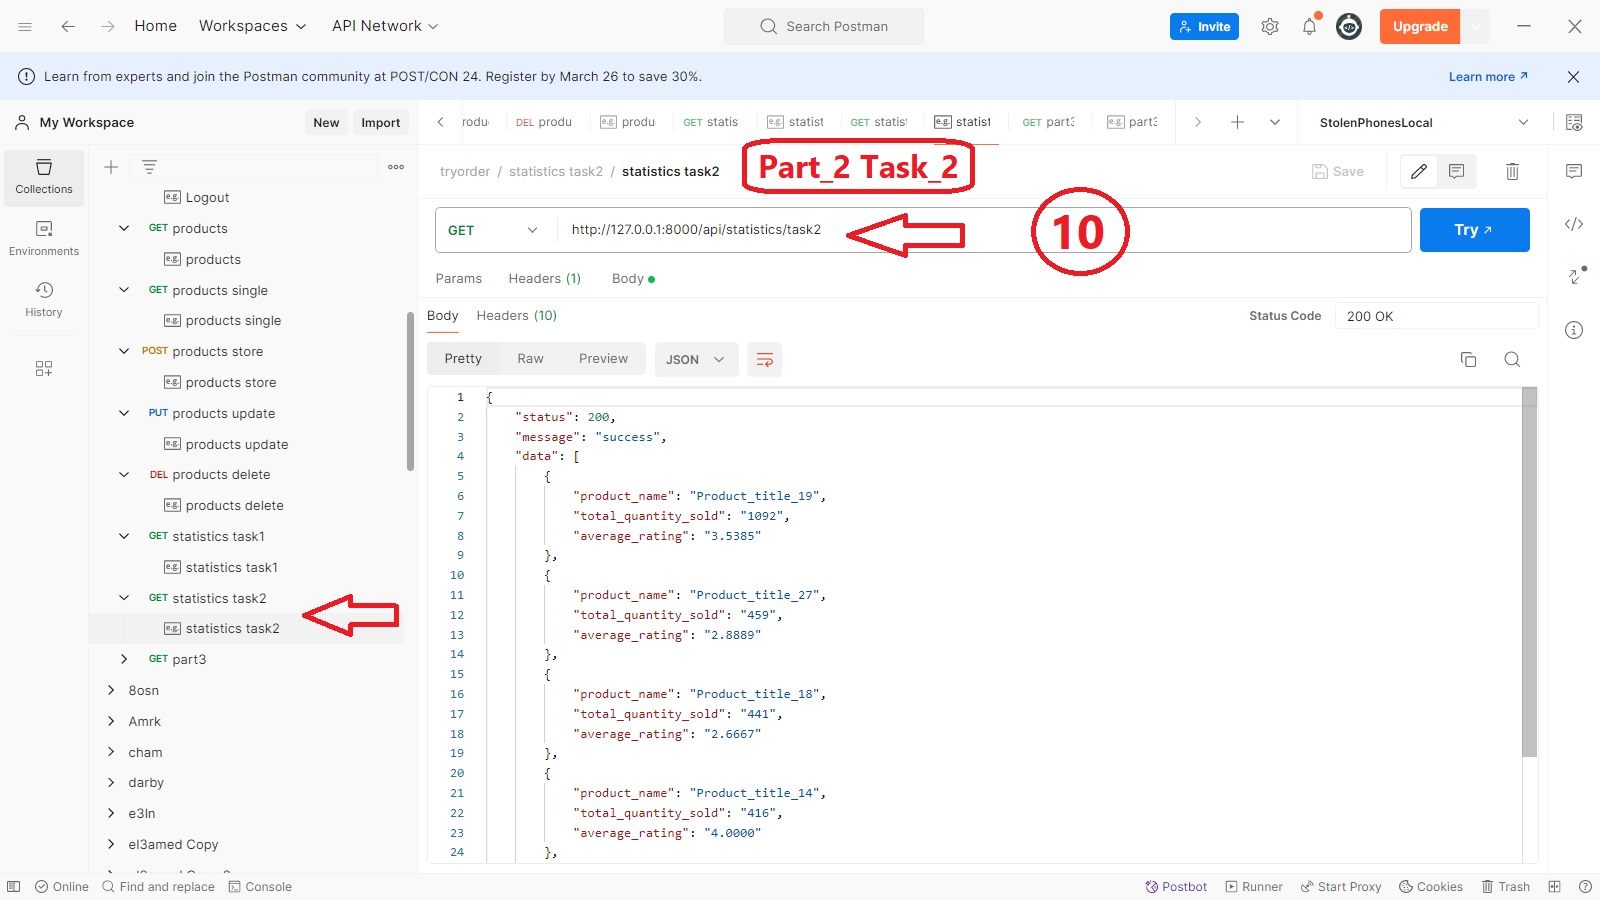 Home
Workspaces
API Network
Search Postman
Invite
Upgrade
Learn from experts and join the Postman community at POST/CON 24. Register by March 26 to save 30%.
Learn more
My Workspace
New
Import
rodu
DEL produ
e.g. produ
GET statis
e.g. statist
GET statist
e.g. statist
GET part3
e.g. part3
StolenPhonesLocal
Collections
Environments
History
e.g. Logout
GET products
e.g. products
GET products single
e.g. products single
POST products store
e.g. products store
PUT products update
e.g. products update
DEL products delete
e.g. products delete
GET statistics task1
e.g. statistics task1
GET statistics task2
e.g. statistics task2
GET part3
8osn
Amrk
cham
darby
e3ln
el3amed Copy
tryorder / statistics task2 / statistics task2
Part_2 Task_2
Save
GET
http://127.0.0.1:8000/api/statistics/task2
10
Try
Params
Headers (1)
Body
Body
Headers (10)
Status Code
200 OK
Pretty
Raw
Preview
JSON
1 {
2 "status": 200,
3 "message": "success",
4 "data": [
5 {
6 "product_name": "Product_title_19",
7 "total_quantity_sold": "1092",
8 "average_rating": "3.5385"
9 },
10 {
11 "product_name": "Product_title_27",
12 "total_quantity_sold": "459",
13 "average_rating": "2.8889"
14 },
15 {
16 "product_name": "Product_title_18",
17 "total_quantity_sold": "441",
18 "average_rating": "2.6667"
19 },
20 {
21 "product_name": "Product_title_14",
22 "total_quantity_sold": "416",
23 "average_rating": "4.0000"
24 },
Online
Find and replace
Console
Postbot
Runner
Start Proxy
Cookies
Trash